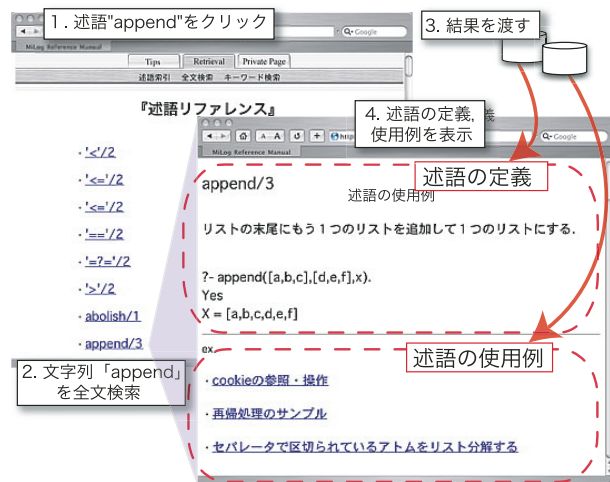 1. 述語"append"をクリック
3. 結果を渡す
Google
MiLog Reference Manual
Tips
Retrieval
Private Page
述語索引 全文検索 キーワード検索
『述語リファレンス』
4. 述語の定義,
使用例を表示
義
A A
http
Google
MiLog Reference Manual
・'<'/2
・'<='/2
・'<='/2
・'=='/2
・'=?='/2
・'>'/2
・abolish/1
・append/3
2. 文字列「append」
を全文検索
述語の定義
append/3
述語の使用例
リストの末尾にもう1つのリストを追加して1つのリストにする.
?- append([a,b,c],[d,e,f],x).
Yes
X = [a,b,c,d,e,f]
ex.
述語の使用例
・cookieの参照・操作
・再帰処理のサンプル
・セパレータで区切られているアトムをリスト分解する